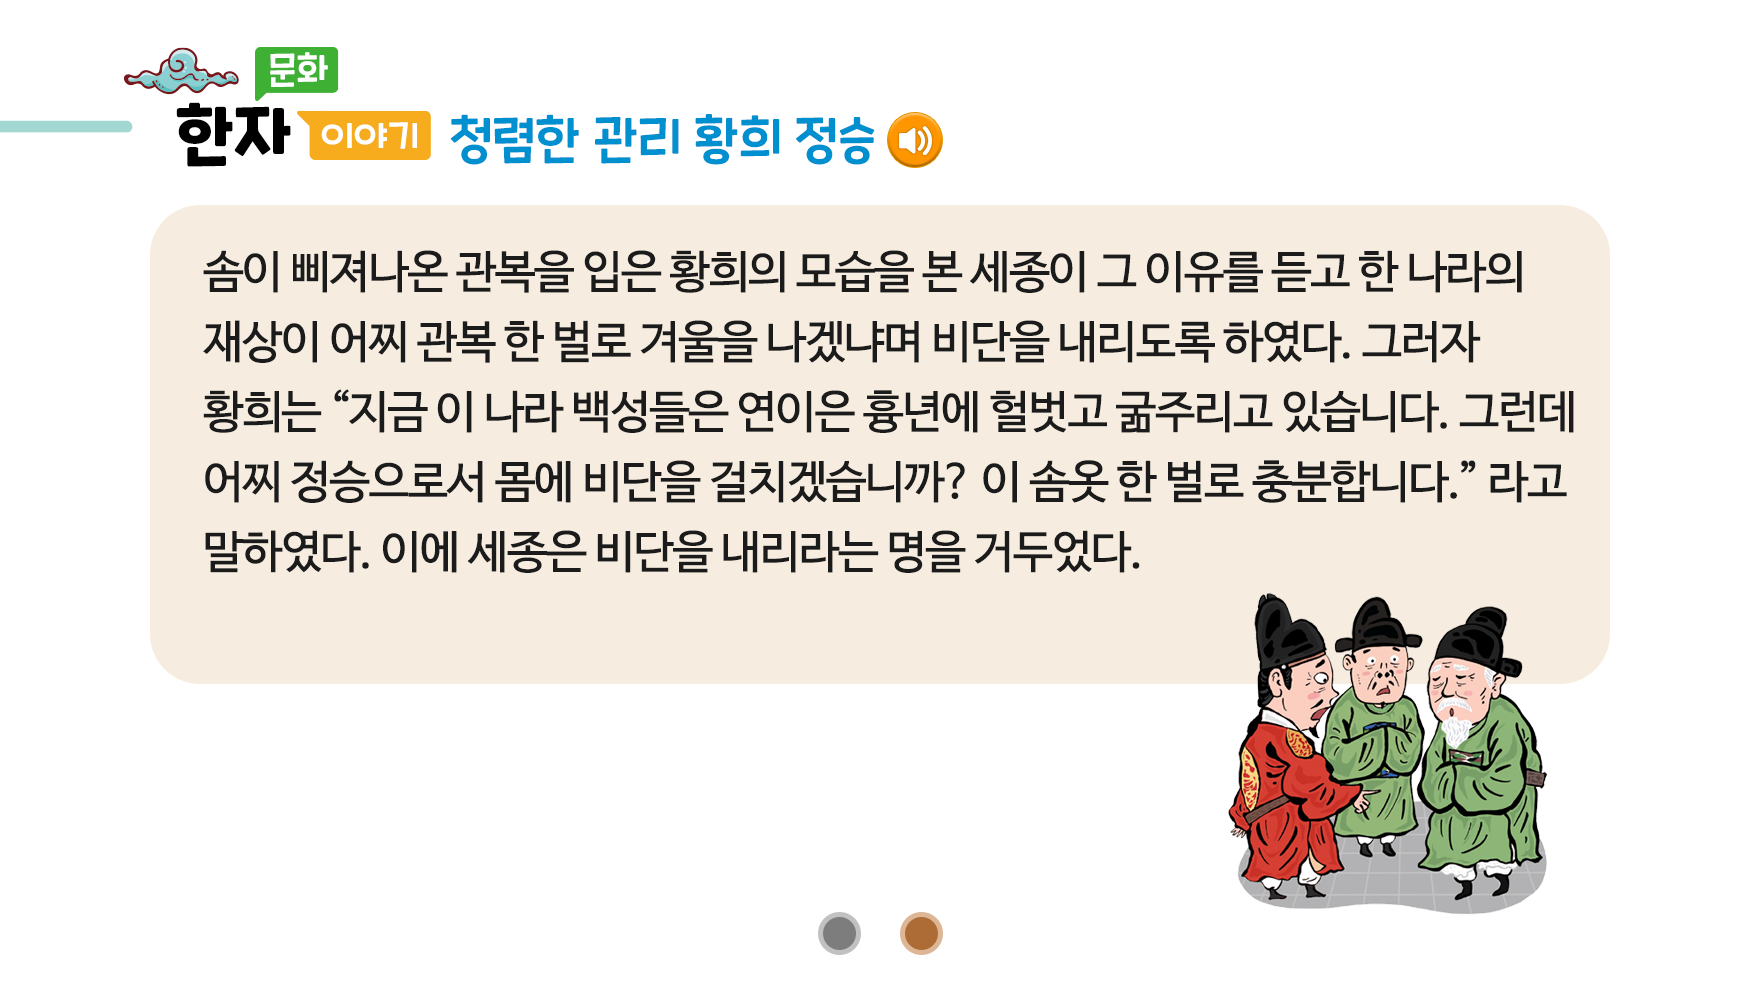 문화
한자 이야기 청렴한 관리 황희 정승
솜이 삐져나온 관복을 입은 황희의 모습을 본 세종이 그 이유를 듣고 한 나라의
재상이 어찌 관복 한 벌로 겨울을 나겠냐며 비단을 내리도록 하였다. 그러자
황희는 “지금 이 나라 백성들은 연이은 흉년에 헐벗고 굶주리고 있습니다. 그런데
어찌 정승으로서 몸에 비단을 걸치겠습니까? 이 솜옷 한 벌로 충분합니다.” 라고
말하였다. 이에 세종은 비단을 내리라는 명을 거두었다.